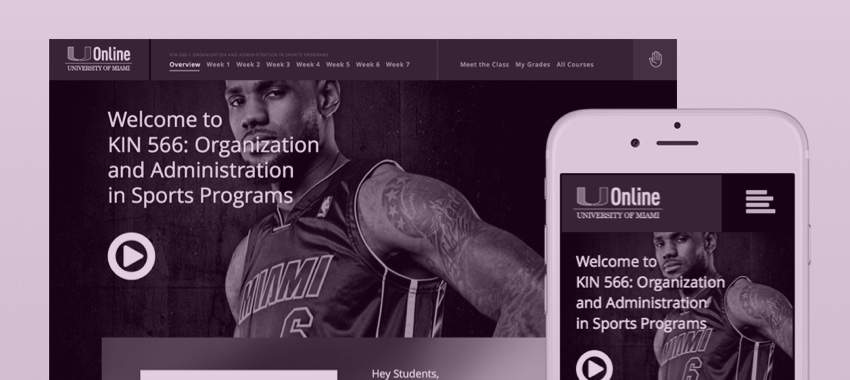 U Online
UNIVERSITY OF MIAMI
KIN 566-1 ORGANIZATION AND ADMINISTRATION IN SPORTS PROGRAMS
Overview Week 1 Week 2 Week 3 Week 4 Week 5 Week 6 Week 7
Meet the Class My Grades All Courses
Welcome to
KIN 566: Organization
and Administration
in Sports Programs
MIAMI
6
Hey Students,
U Online
UNIVERSITY OF MIAMI
Welcome to
KIN 566: Organization
and Administration
in Sports Programs
MIAMI
6